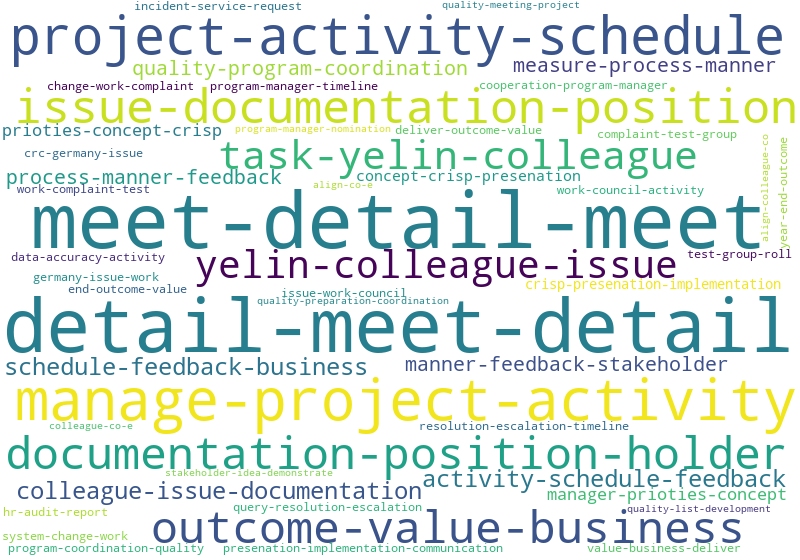 incident-service-request
quality-meeting-project
project-activity-schedule
quality-program-coordination
measure-process-manner
change-work-complaint
program-manager-timeline
cooperation-program-manager
issue-documentation-position
prioties-concept-crisp
program-manager-nomination
deliver-outcome-value
complaint-test-group
align-colleague-co
year-end-outcome
crc-germany-issue
task-yelin-colleague
process-manner-feedback
concept-crisp-presenation
work-complaint-test
align-co-e
work-council-activity
meet-detail-meet
data-accuracy-activity
yelin-colleague-issue
test-group-roll
germany-issue-work
crisp-presenation-implementation
end-outcome-value
issue-work-council
quality-preparation-coordination
detail-meet-detail
schedule-feedback-business
manner-feedback-stakeholder
manage-project-activity
colleague-co-e
resolution-escalation-timeline
documentation-position-holder
stakeholder-idea-demonstrate
activity-schedule-feedback
colleague-issue-documentation
manager-prioties-concept
hr-audit-report
query-resolution-escalation
quality-list-development
outcome-value-business
system-change-work
program-coordination-quality
presenation-implementation-communication
value-business-deliver